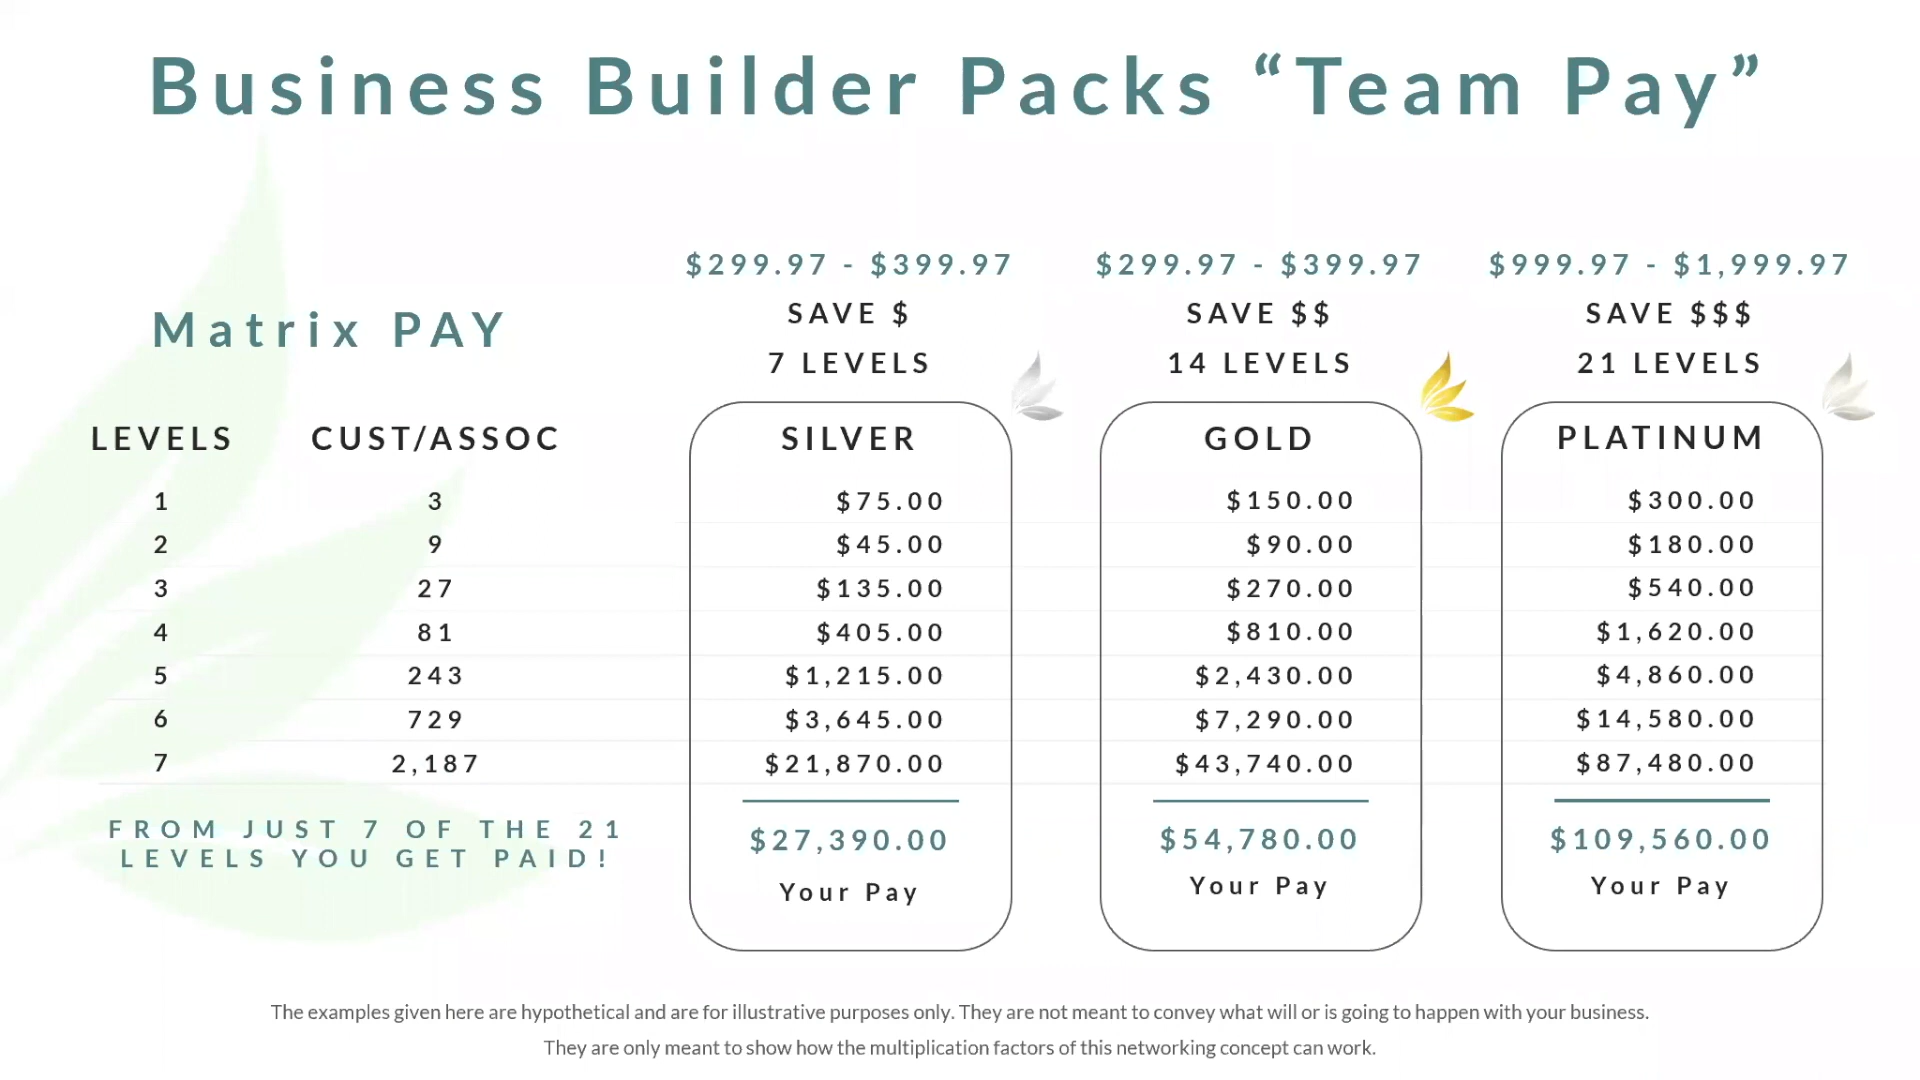 Business Builder Packs “Team Pay”
$299.97 - $399.97 $299.97 - $399.97 $999.97 - $1,999.97
SAVE $ SAVE $$ SAVE $$$
Matrix PAY
7 LEVELS 14 LEVELS 21 LEVELS
LEVELS CUST/ASSOC SILVER GOLD PLATINUM
1 3 $75.00 $150.00 $300.00
2 9 $45.00 $90.00 $180.00
3 27 $135.00 $270.00 $540.00
4 81 $405.00 $810.00 $1,620.00
5 243 $1,215.00 $2,430.00 $4,860.00
6 729 $3,645.00 $7,290.00 $14,580.00
7 2,187 $21,870.00 $43,740.00 $87,480.00
FROM JUST 7 OF THE 21
LEVELS YOU GET PAID!
$27,390.00 $54,780.00 $109,560.00
Your Pay Your Pay Your Pay
The examples given here are hypothetical and are for illustrative purposes only. They are not meant to convey what will or is going to happen with your business.
They are only meant to show how the multiplication factors of this networking concept can work.